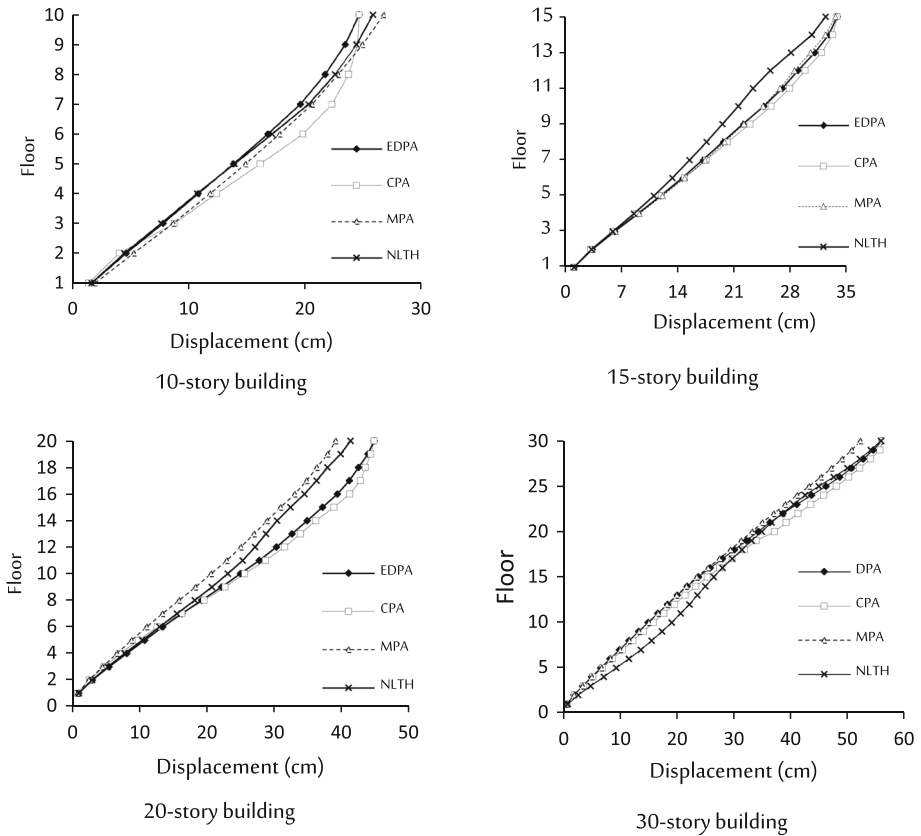 10
9
8
7
6
5
4
3
2
1
Floor
0
10
20
30
Displacement (cm)
EDPA
CPA
MPA
NLTH
10-story building
15
13
11
9
7
5
3
1
Floor
0
7
14
21
28
35
Displacement (cm)
EDPA
CPA
MPA
NLTH
15-story building
20
18
16
14
12
10
8
6
4
2
0
Floor
0
10
20
30
40
50
Displacement (cm)
EDPA
CPA
MPA
NLTH
20-story building
30
25
20
15
10
5
0
Floor
0
10
20
30
40
50
60
Displacement (cm)
DPA
CPA
MPA
NLTH
30-story building